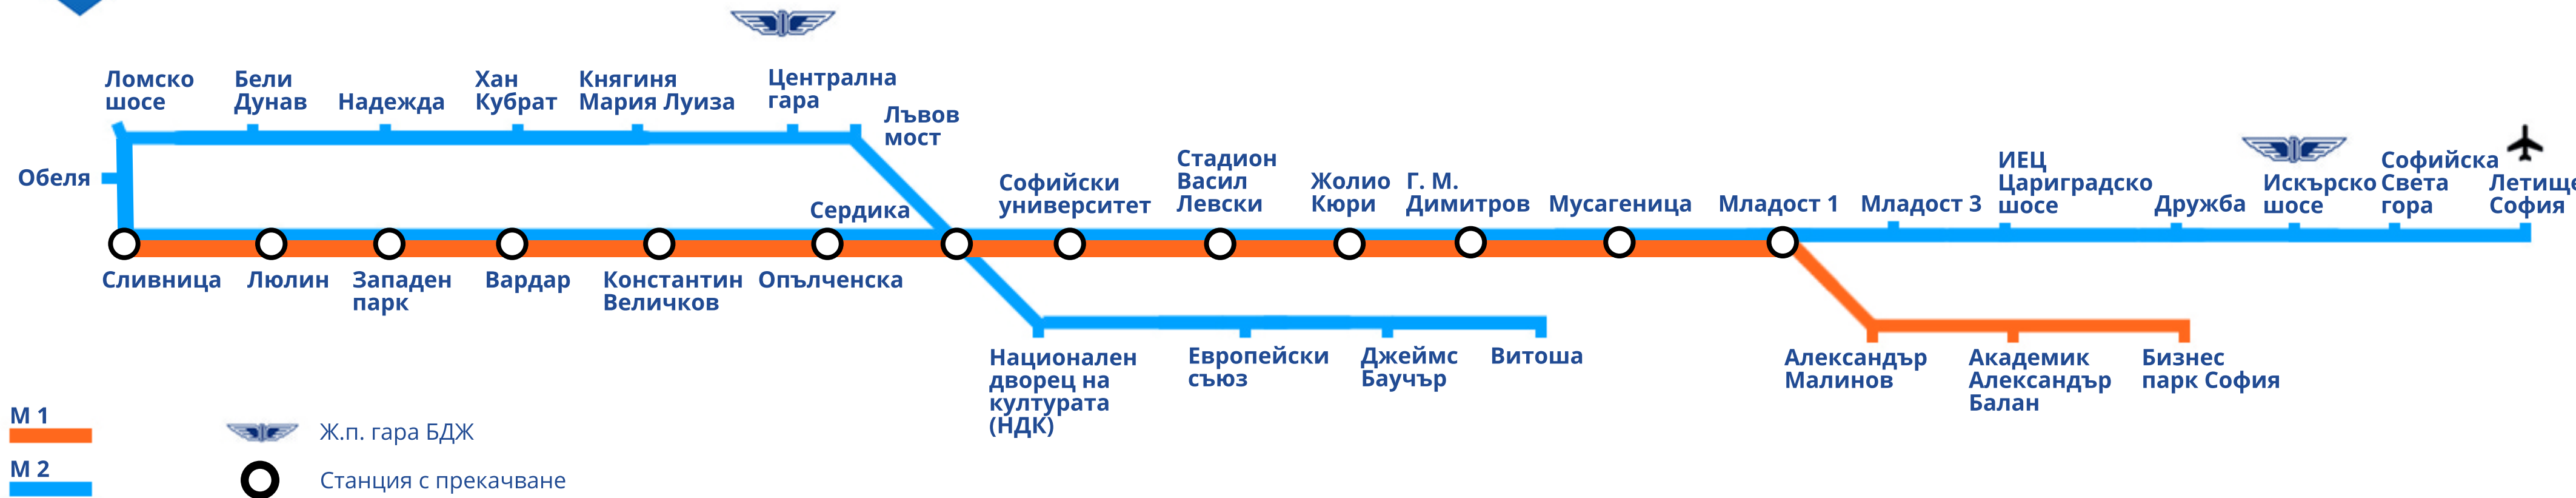 Ломско
шосе
Бели
Дунав
Надежда
Хан
Кубрат
Княгиня
Мария Луиза
Централна
гара
Лъвов
мост
Обеля
Сердика
Софийски
университет
Стадион
Васил
Левски
Жолио
Кюри
Г. М.
Димитров
Мусагеница
Младост 1
Младост 3
ИЕЦ
Цариградско
шосе
Дружба
Искърско
шосе
Софийска
Света
гора
Летище
София
Сливница
Люлин
Западен
парк
Вардар
Константин
Величков
Опълченска
Национален
дворец на
културата
(НДК)
Европейски
съюз
Джеймс
Баучър
Витоша
Александър
Малинов
Академик
Александър
Балан
Бизнес
парк София
М 1
Ж.п. гара БДЖ
М 2
Станция с прекачване